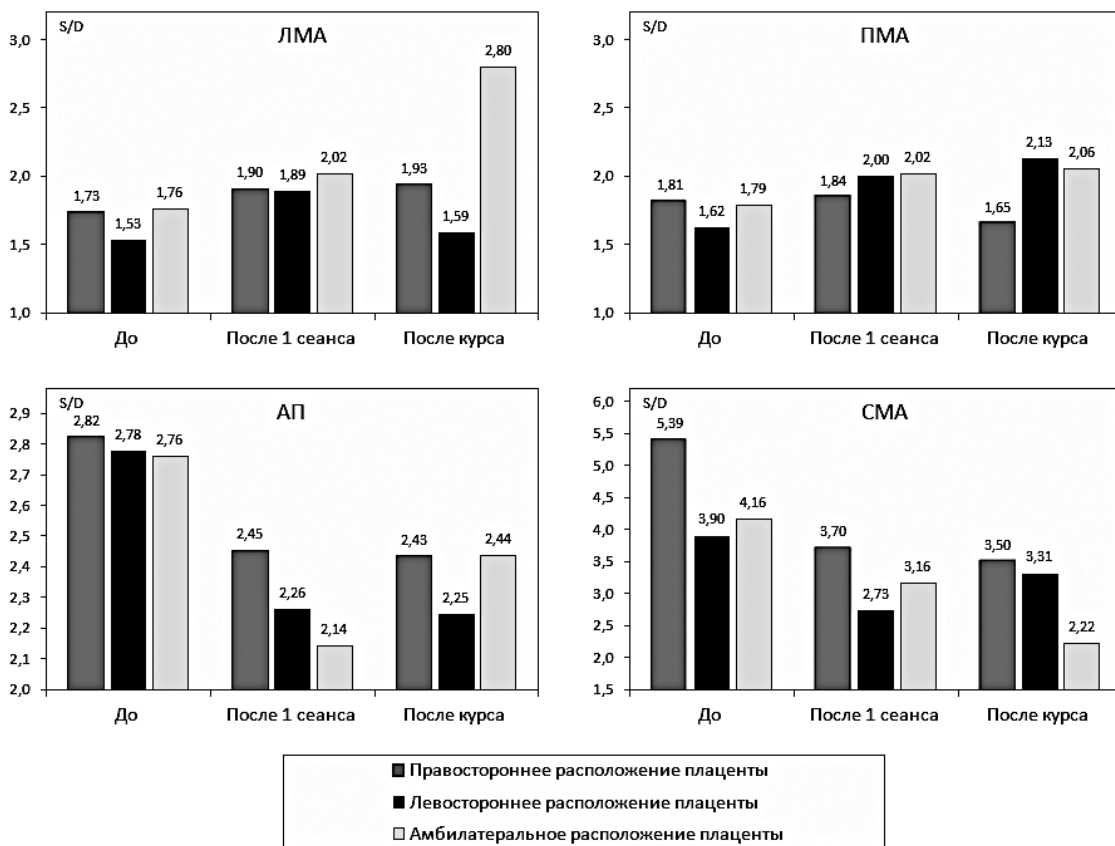 S/D
ЛМА
3,0
2,5
2,0
1,5
1,0
1,73
1,53
1,76
1,90
1,89
2,02
1,93
1,59
2,80
До
После 1 сеанса
После курса
S/D
ПМА
3,0
2,5
2,0
1,5
1,0
1,81
1,62
1,79
1,84
2,00
2,02
1,65
2,13
2,06
До
После 1 сеанса
После курса
S/D
АП
2,9
2,8
2,7
2,6
2,5
2,4
2,3
2,2
2,1
2,0
2,82
2,78
2,76
2,45
2,26
2,14
2,43
2,25
2,44
До
После 1 сеанса
После курса
S/D
СМА
6,0
5,5
5,0
4,5
4,0
3,5
3,0
2,5
2,0
1,5
5,39
3,90
4,16
3,70
2,73
3,16
3,50
3,31
2,22
До
После 1 сеанса
После курса
Правостороннее расположение плаценты
Левостороннее расположение плаценты
Амбилатеральное расположение плаценты